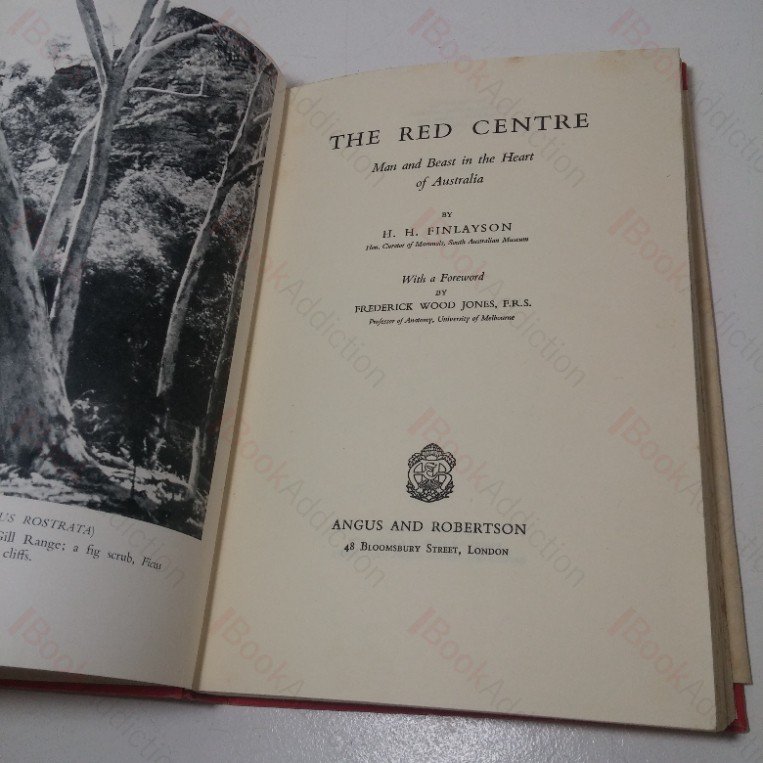 'S ROSTRATA)
Gill Range; a fig scrub, Ficus
cliffs.
THE RED CENTRE
Man and Beast in the Heart
of Australia
BY
H. H. FINLAYSON
Hon. Curator of Mammals, South Australian Museum
With a Foreword
BY
FREDERICK WOOD JONES, F.R.S.
Professor of Anatomy, University of Melbourne
ANGUS AND ROBERTSON
48 BLOOMSBURY STREET, LONDON
BookAddiction